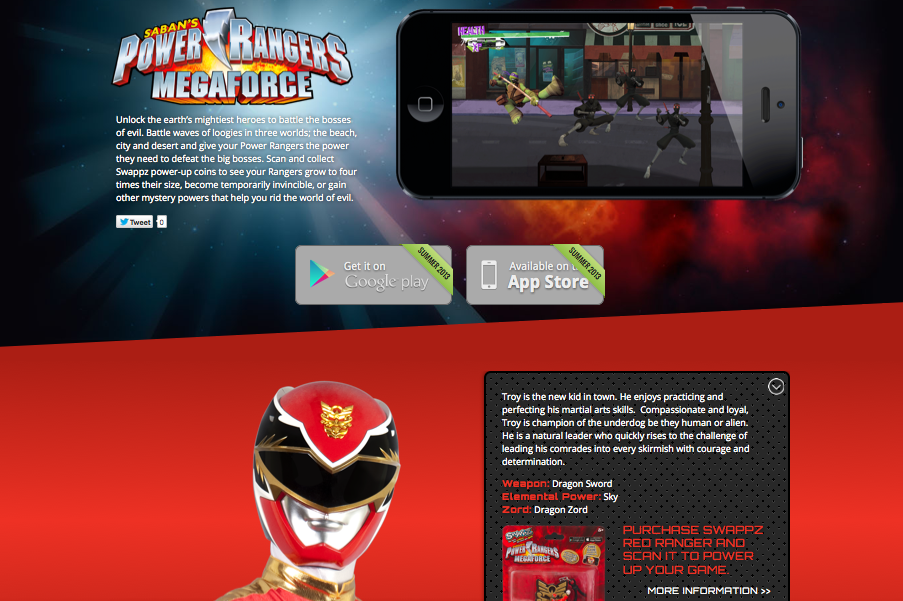 SABAN'S
POWER RANGERS
MEGAFORCE
HEALTH
Unlock the earth's mightiest heroes to battle the bosses
of evil. Battle waves of loogies in three worlds; the beach,
city and desert and give your Power Rangers the power
they need to defeat the big bosses. Scan and collect
Swappz power-up coins to see your Rangers grow to four
times their size, become temporarily invincible, or gain
other mystery powers that help you rid the world of evil.
Tweet 0
Get it on
Google play
SUMMER 2013
Available on
App Store
SUMMER 2013
Troy is the new kid in town. He enjoys practicing and
perfecting his martial arts skills. Compassionate and loyal,
Troy is champion of the underdog be they human or alien.
He is a natural leader who quickly rises to the challenge of
leading his comrades into every skirmish with courage and
determination.
Weapon: Dragon Sword
Elemental Power: Sky
Zord: Dragon Zord
POWER RANGERS
MEGAFORCE
PURCHASE SWAPPZ
RED RANGER AND
SCAN IT TO POWER
UP YOUR GAME.
MORE INFORMATION >>